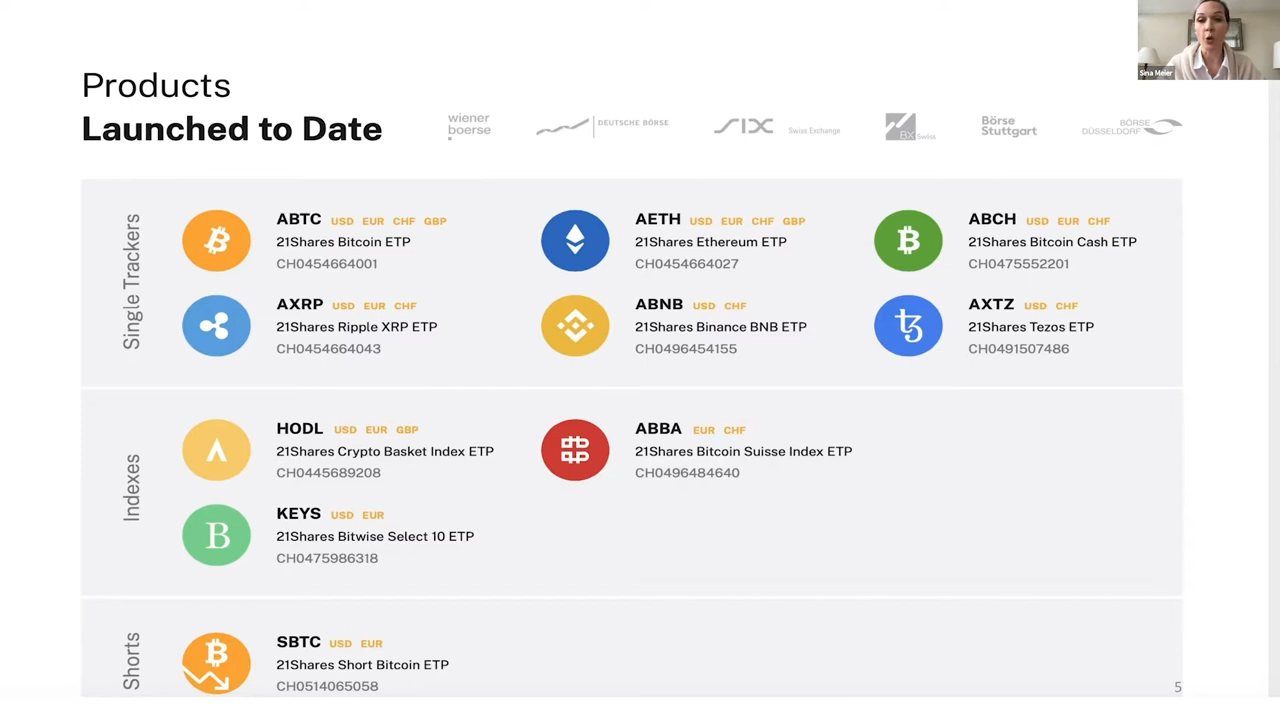 Sina Meier
Products
Launched to Date
wiener
boerse
DEUTSCHE BÖRSE
SIX
Swiss Exchange
BX
Swiss
Börse
Stuttgart
BÖRSE
DÜSSELDORF
Single Trackers
ABTC USD EUR CHF GBP
21Shares Bitcoin ETP
CH0454664001
AETH USD EUR CHF GBP
21Shares Ethereum ETP
CH0454664027
ABCH USD EUR CHF
21Shares Bitcoin Cash ETP
CH0475552201
AXRP USD EUR CHF
21Shares Ripple XRP ETP
CH0454664043
ABNB USD CHF
21Shares Binance BNB ETP
CH0496454155
AXTZ USD CHF
21Shares Tezos ETP
CH0491507486
Indexes
HODL USD EUR GBP
21Shares Crypto Basket Index ETP
CH0445689208
ABBA EUR CHF
21Shares Bitcoin Suisse Index ETP
CH0496484640
B
KEYS USD EUR
21Shares Bitwise Select 10 ETP
CH0475986318
Shorts
SBTC USD EUR
21Shares Short Bitcoin ETP
CH0514065058
5